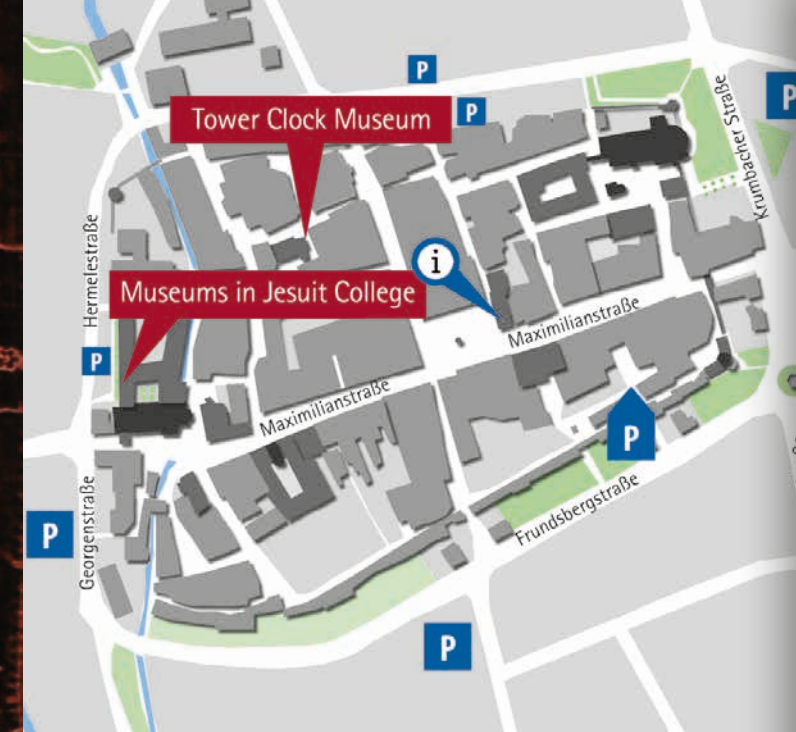 P
P
P
Tower Clock Museum
Krumbacher Straße
i
Hermelestraße
Museums in Jesuit College
Maximilianstraße
P
Maximilianstraße
P
Georgenstraße
P
Frundsbergstraße
P